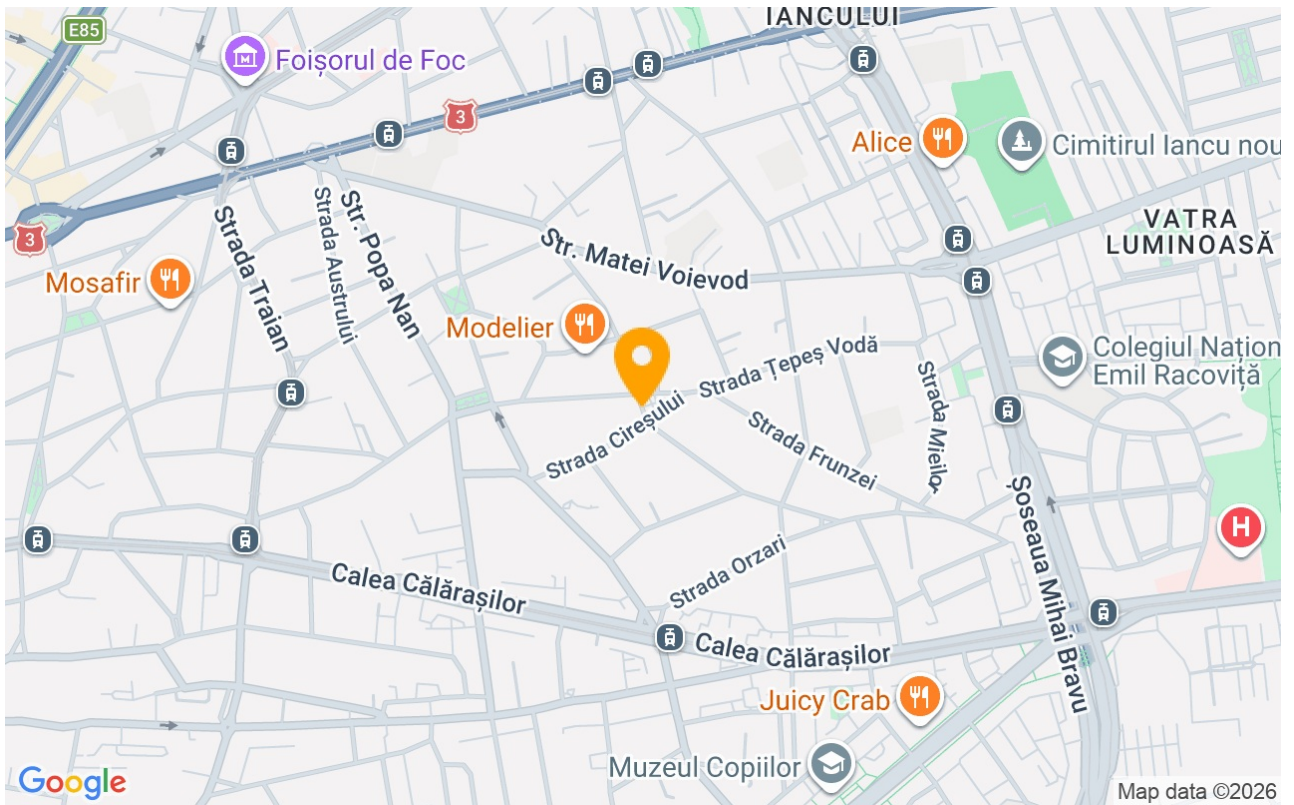 IANCULUI
E85
Foișorul de Foc
3
Alice
Cimitirul Iancu nou
VATRA
LUMINOASĂ
3
Strada Traian
Strada Austrului
Str. Popa Nan
Str. Matei Voievod
Mosafir
Modelier
Strada Țepeș Vodă
Colegiul Națion
Emil Racoviță
Strada Cireșului
Strada Frunzei
Strada Mieilor
Șoseaua Mihai Bravu
H
Strada Orzari
Calea Călărașilor
Calea Călărașilor
Juicy Crab
Muzeul Copiilor
Google
Map data ©2026